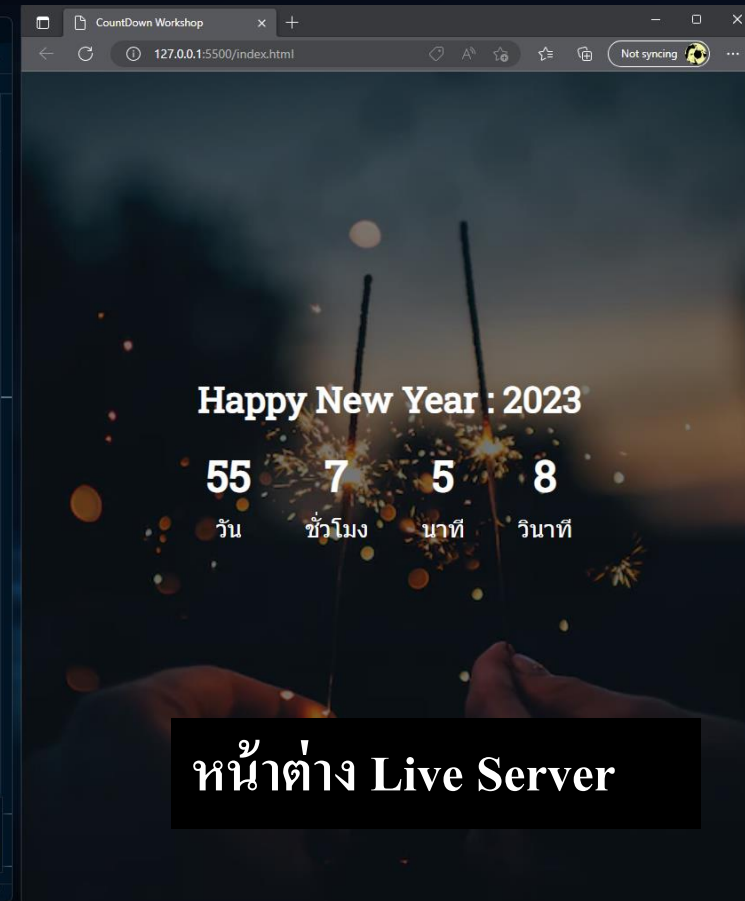 CountDown Workshop
127.0.0.1:5500/index.html
Not syncing
Happy New Year : 2023
55 7 5 8
วัน ชั่วโมง นาที วินาที
หน้าต่าง Live Server